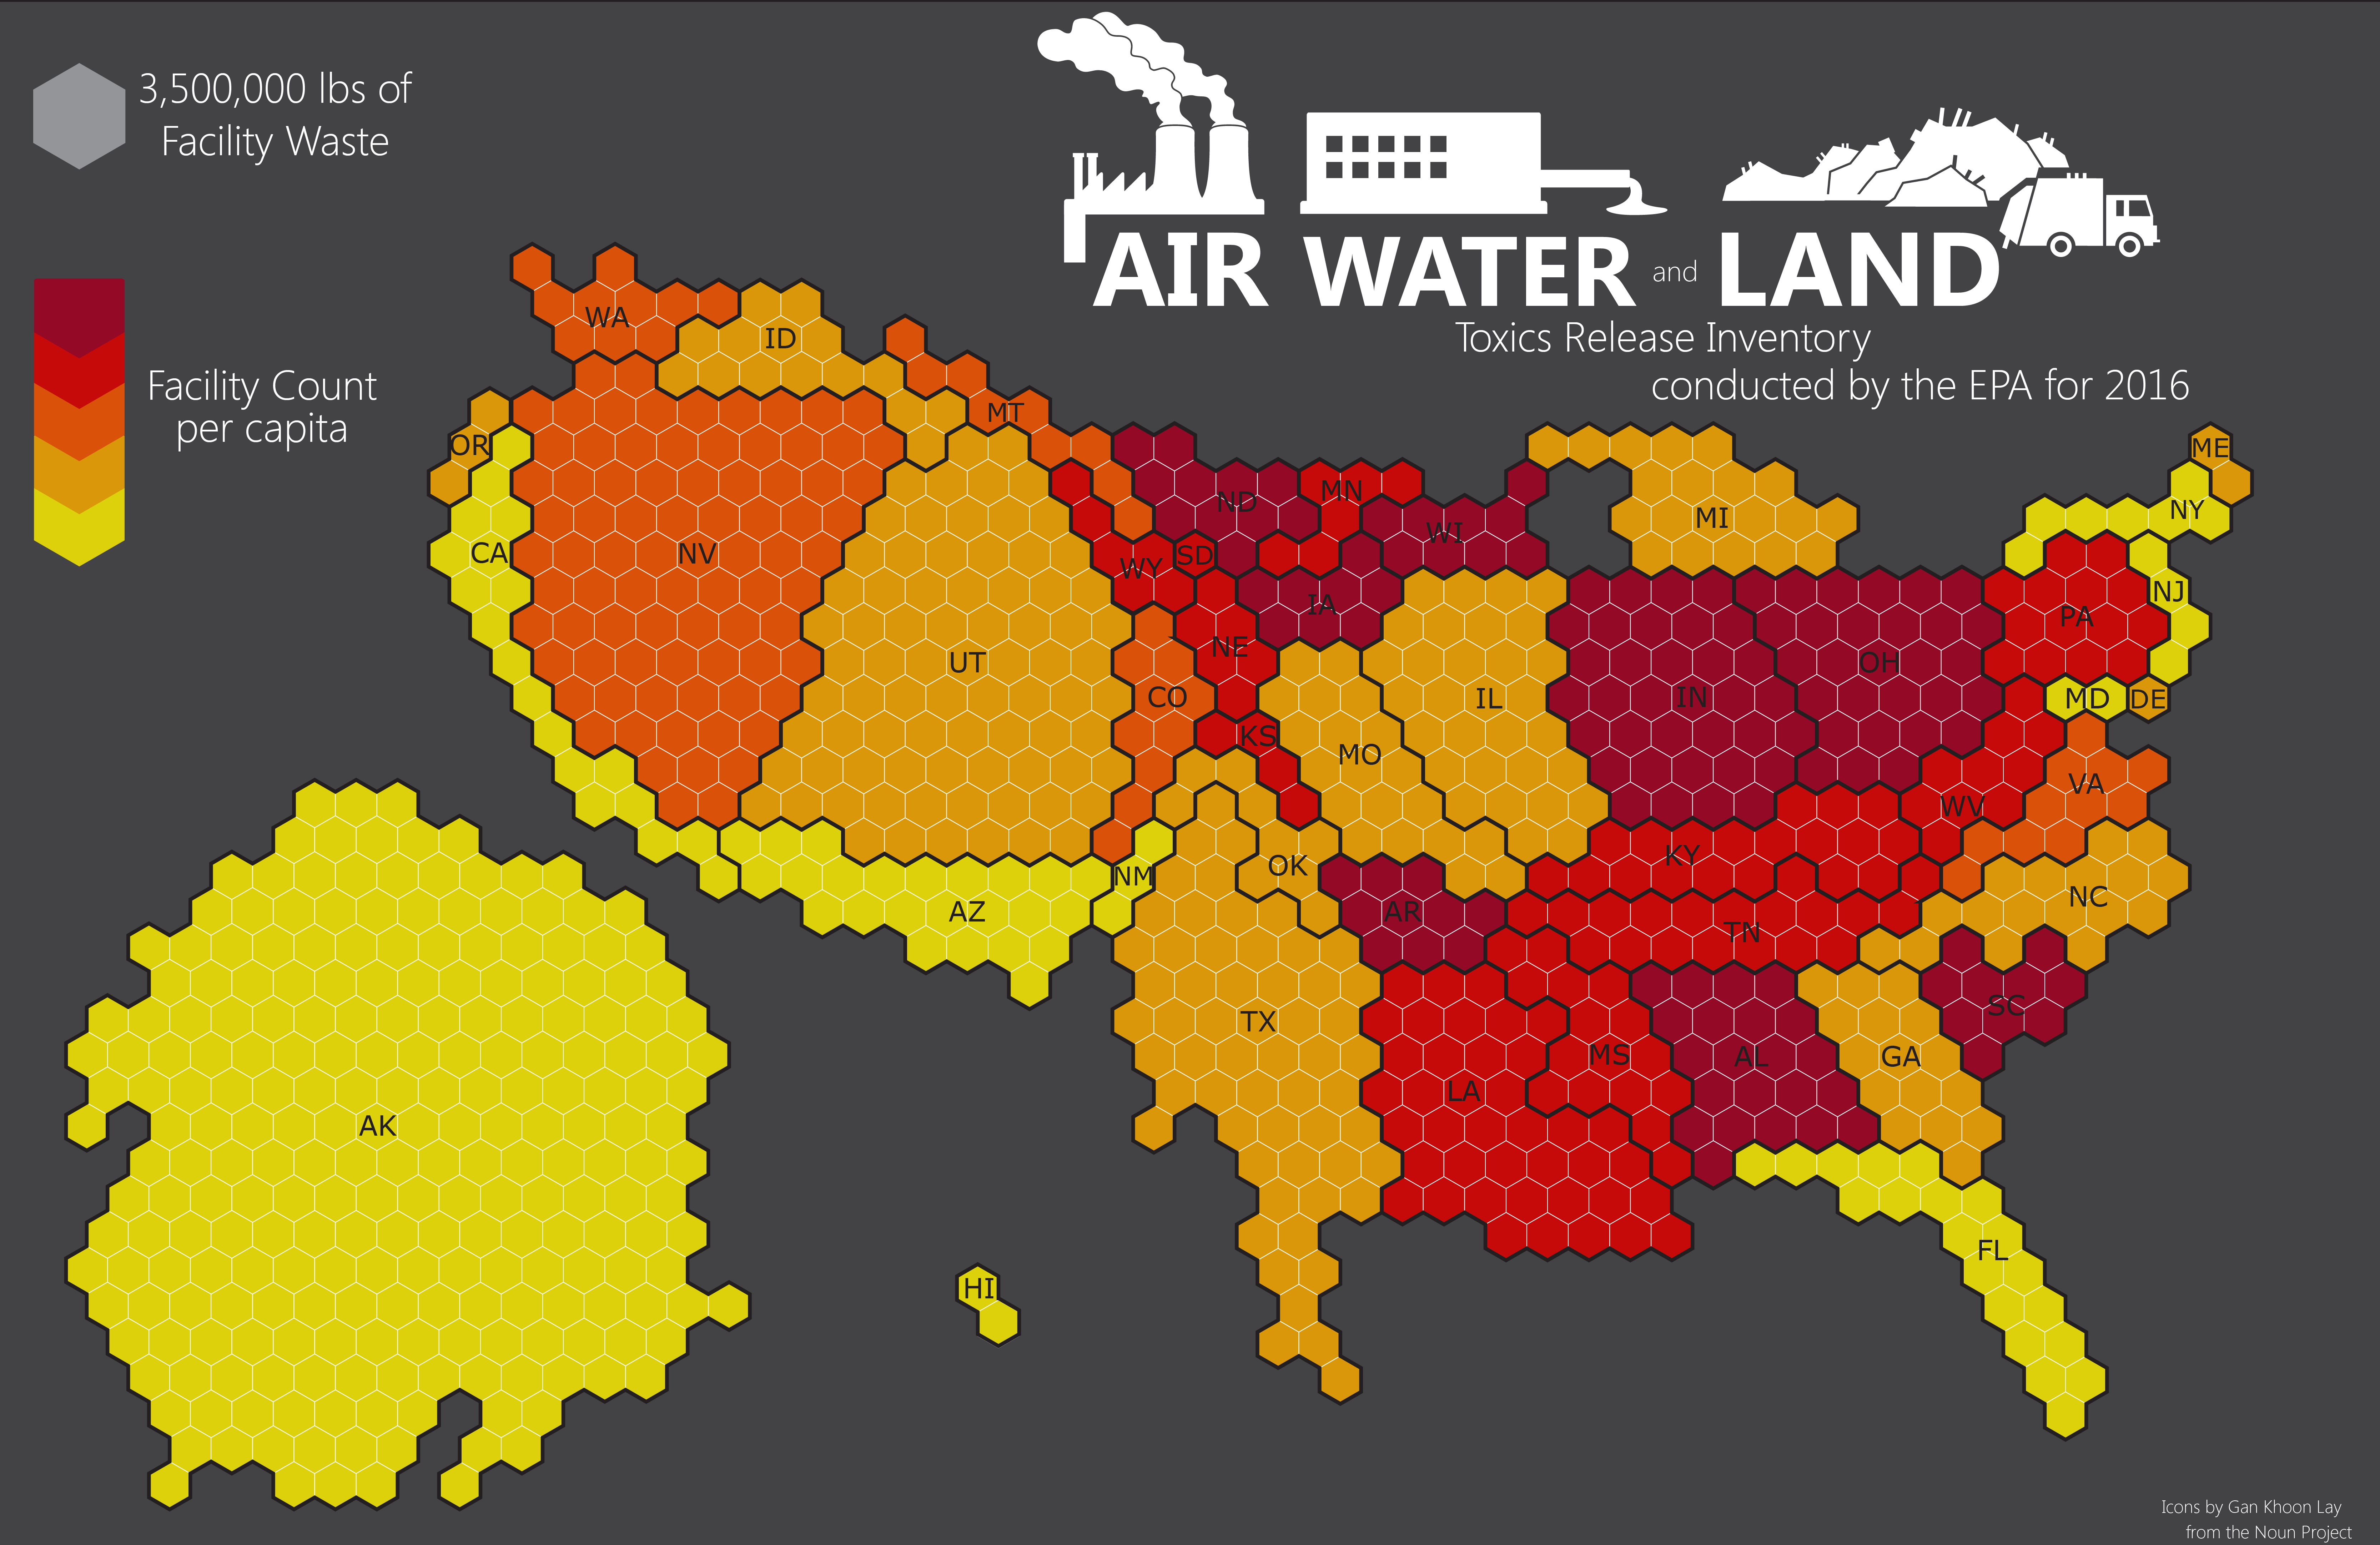 3,500,000 lbs of
Facility Waste
AIR WATER and LAND
Toxics Release Inventory
conducted by the EPA for 2016
Facility Count
per capita
WA
ID
MT
OR
ME
ND
MN
NY
MI
WI
CA
NV
SD
WY
NJ
IA
PA
NE
UT
OH
CO
IL
IN
MD
DE
KS
MO
VA
WV
KY
OK
NM
NC
AZ
AR
TN
SC
TX
MS
AL
GA
LA
AK
FL
HI
Icons by Gan Khoon Lay
from the Noun Project